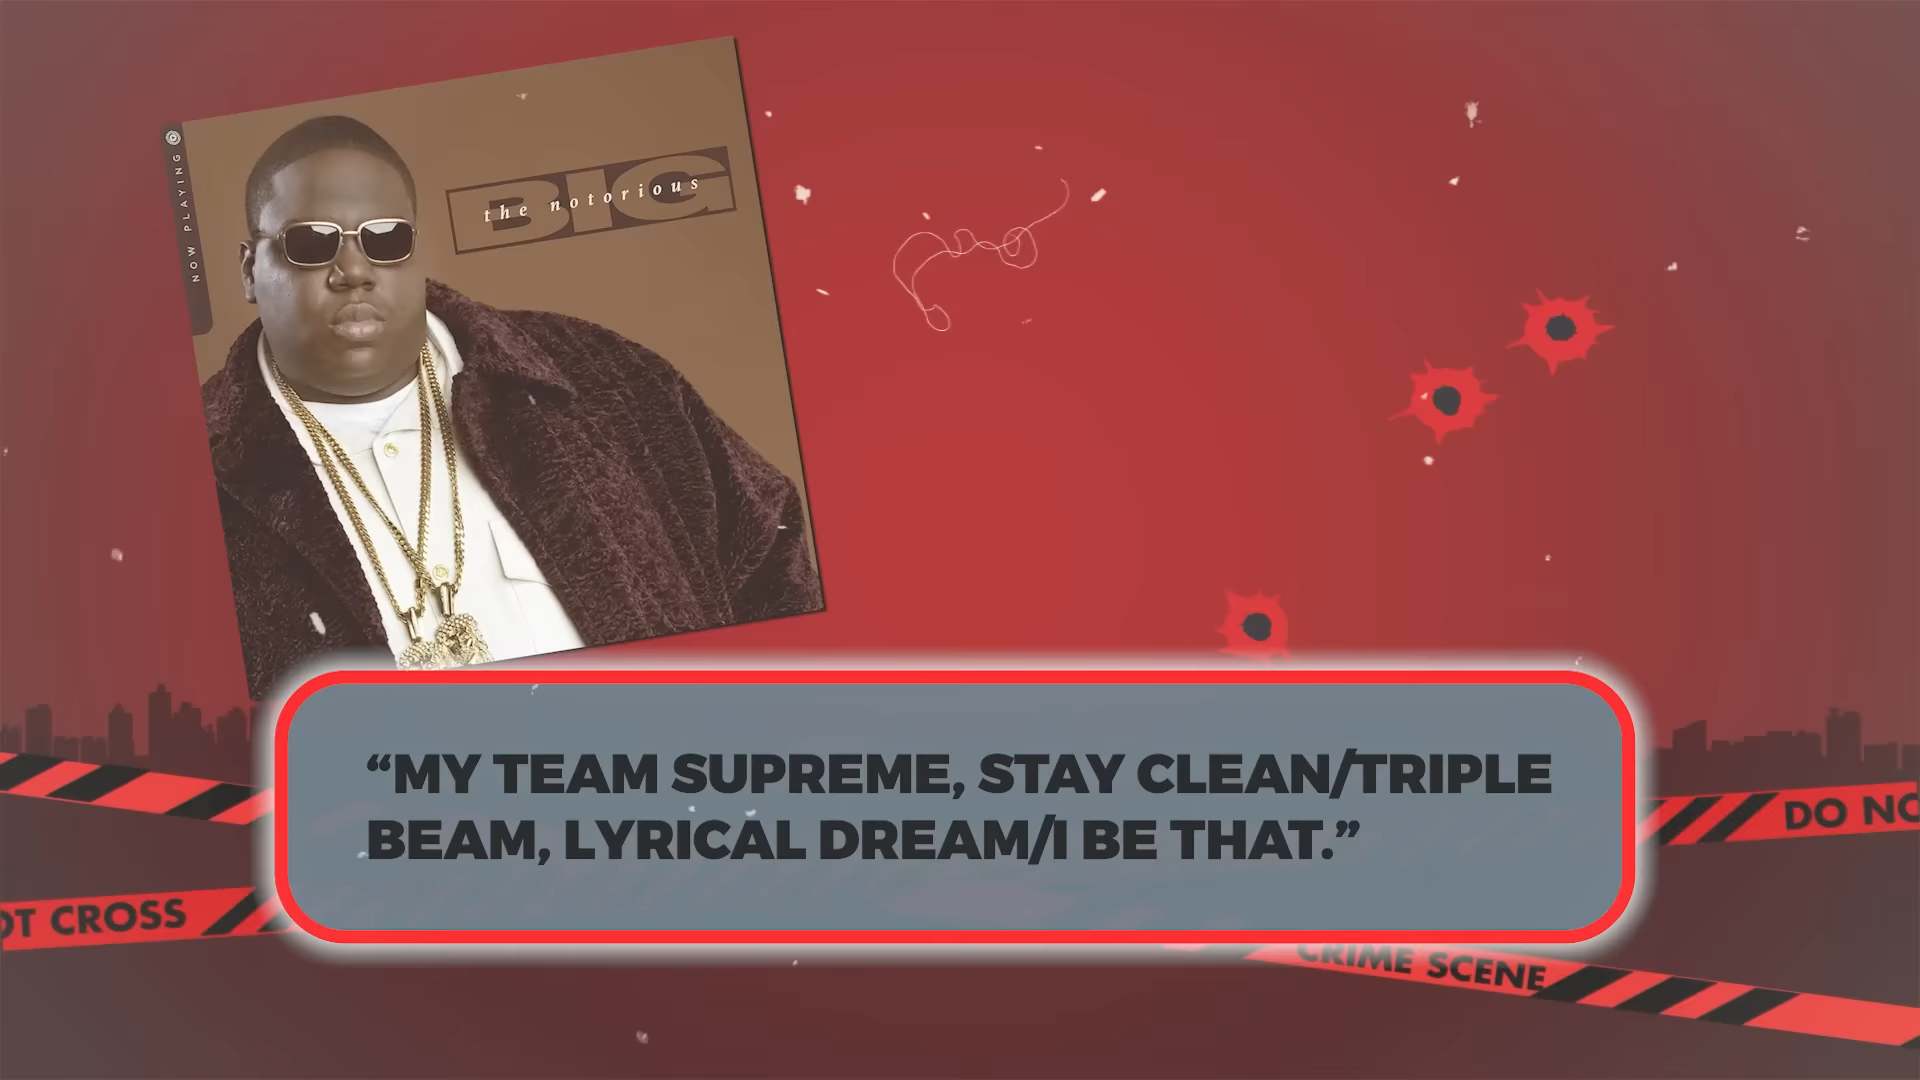 NOW PLAYING
BIG
the notorious
“MY TEAM SUPREME, STAY CLEAN/TRIPLE
BEAM, LYRICAL DREAM/I BE THAT.”
DO NO
OT CROSS
CRIME SCENE